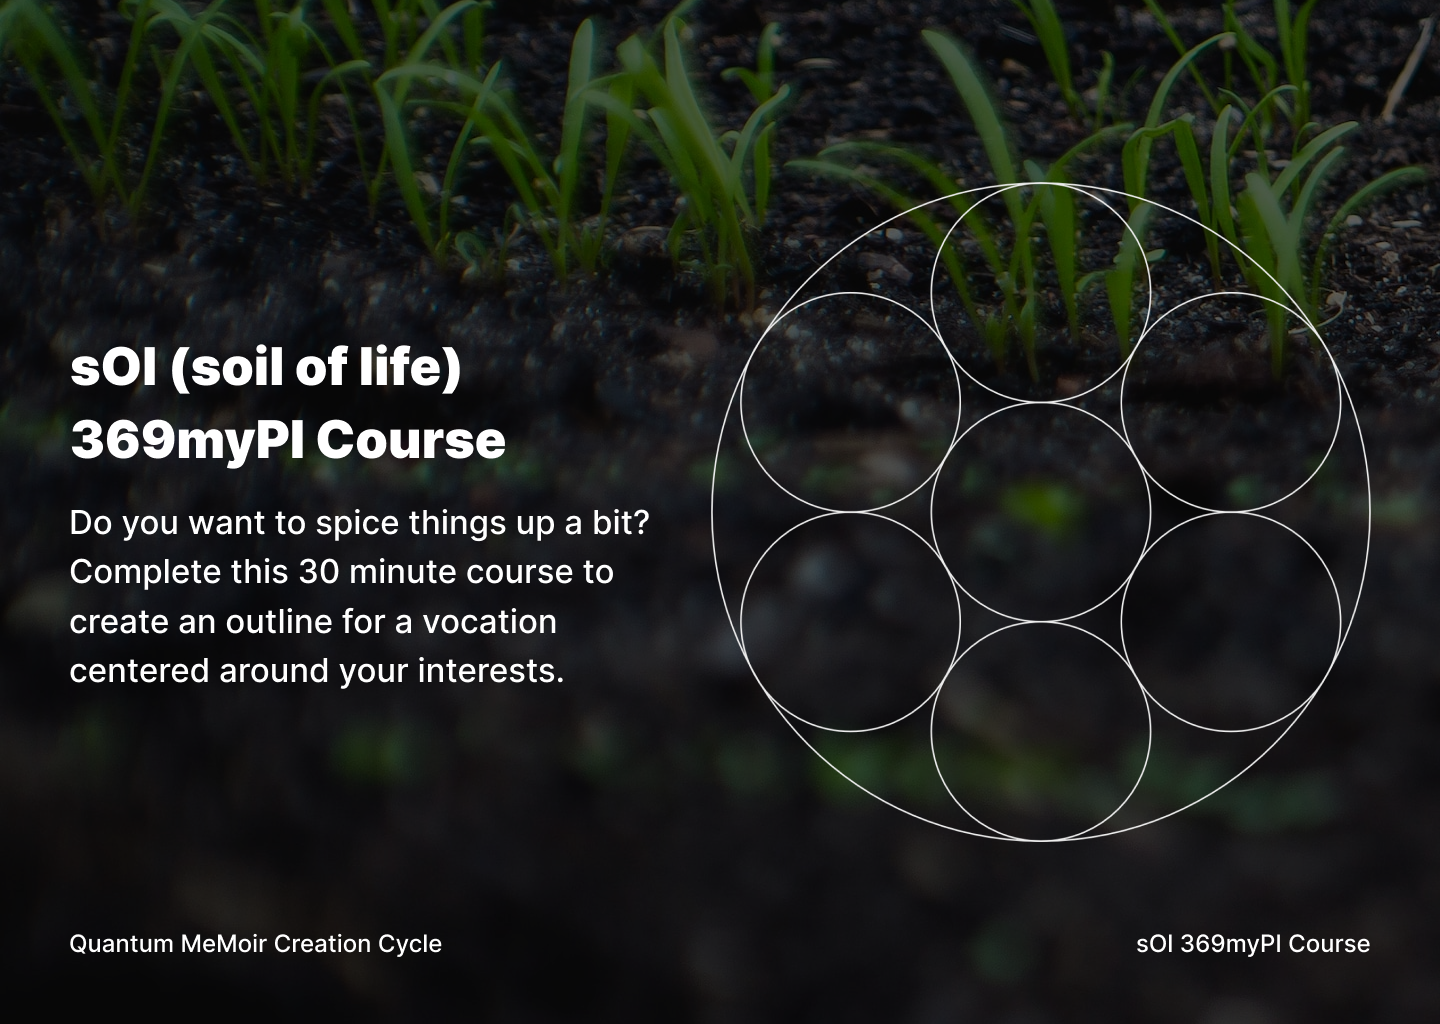 sOl (soil of life)
369myPI Course
Do you want to spice things up a bit?
Complete this 30 minute course to
create an outline for a vocation
centered around your interests.
Quantum MeMoir Creation Cycle
sOl 369myPI Course